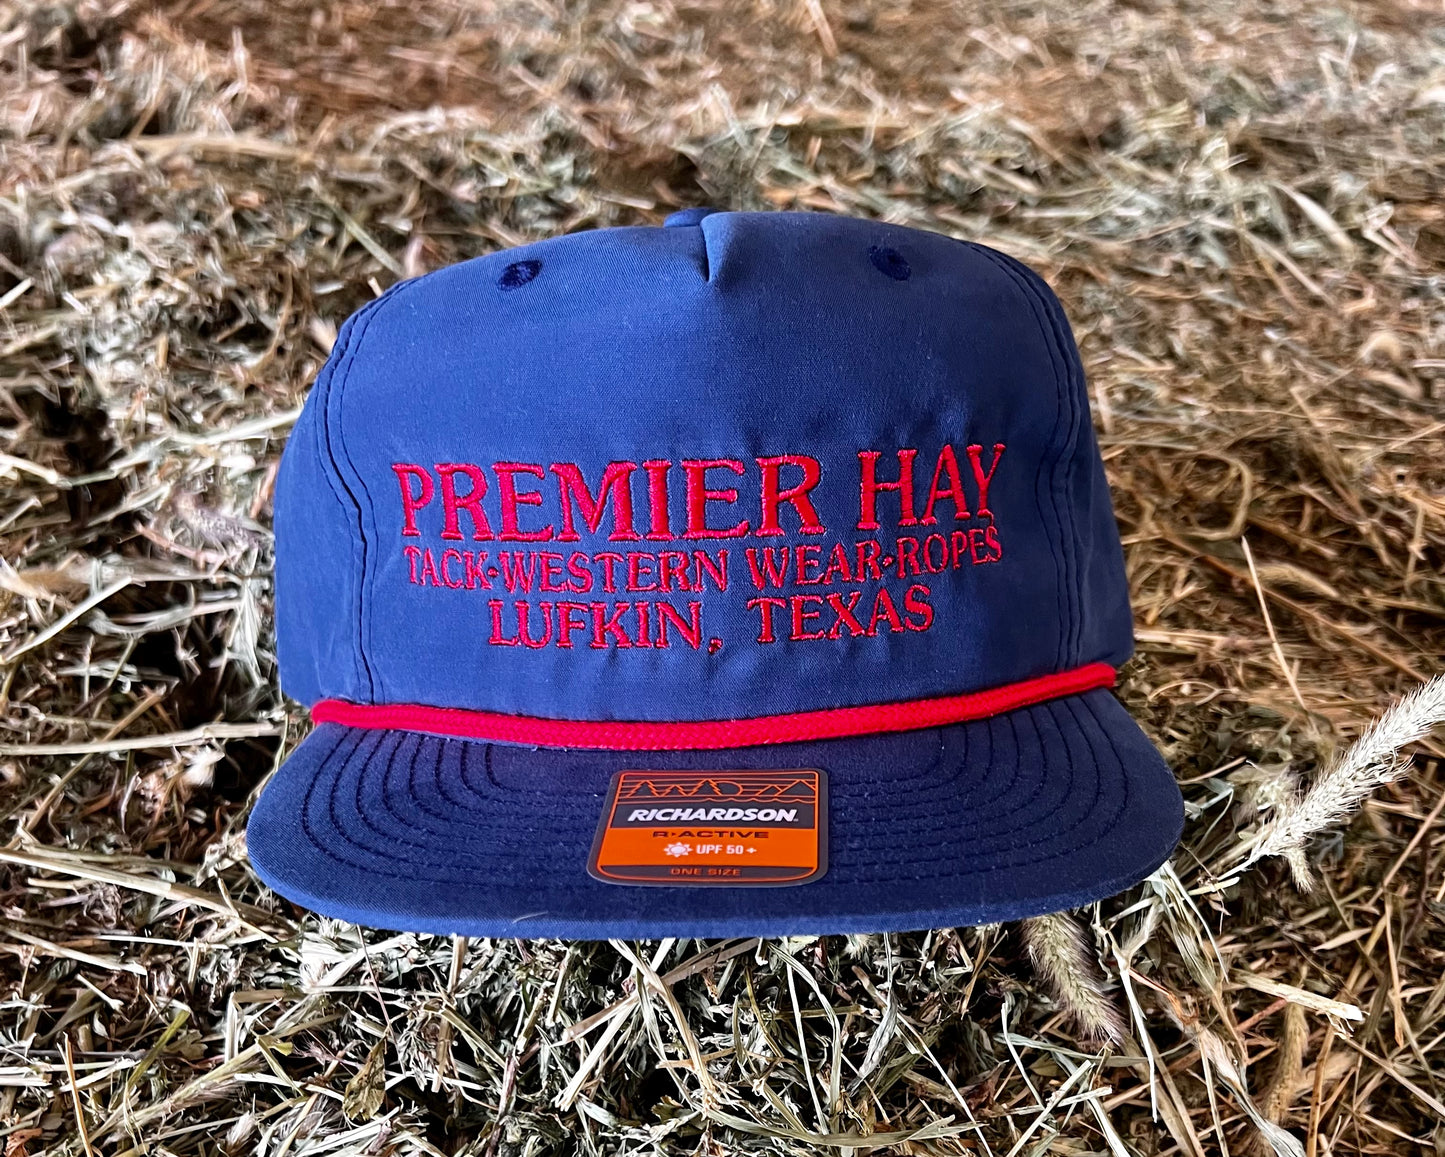 PREMIER HAY
TACK·WESTERN WEAR·ROPES
LUFKIN, TEXAS
RICHARDSON®
R·ACTIVE
UPF 50+
ONE SIZE